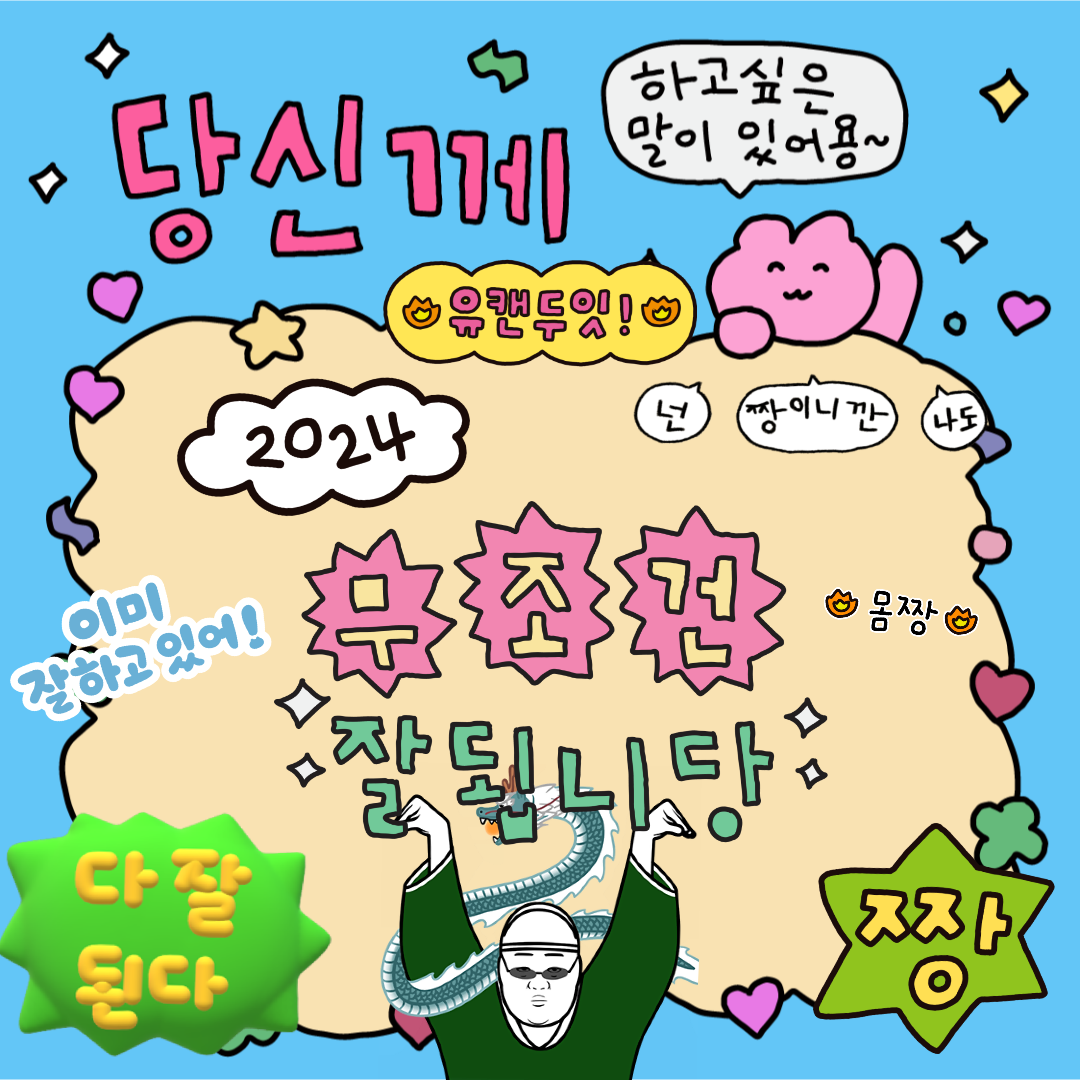 당신께
하고싶은
말이 있어용~
유캔두잇!
2024
넌
짱이니깐
나도
무조건
몸짱
이미
잘하고 있어!
잘됩니당
다 잘
된다
짱